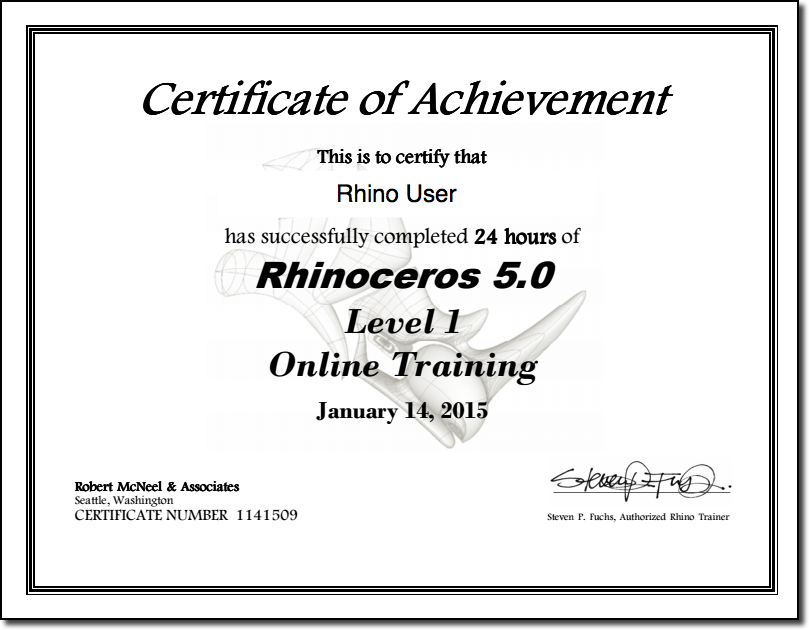 Certificate of Achievement
This is to certify that
Rhino User
has successfully completed 24 hours of
Rhinoceros 5.0
Level 1
Online Training
January 14, 2015
Robert McNeel & Associates
Seattle, Washington
CERTIFICATE NUMBER 1141509
Steven P. Fuchs
Steven P. Fuchs, Authorized Rhino Trainer